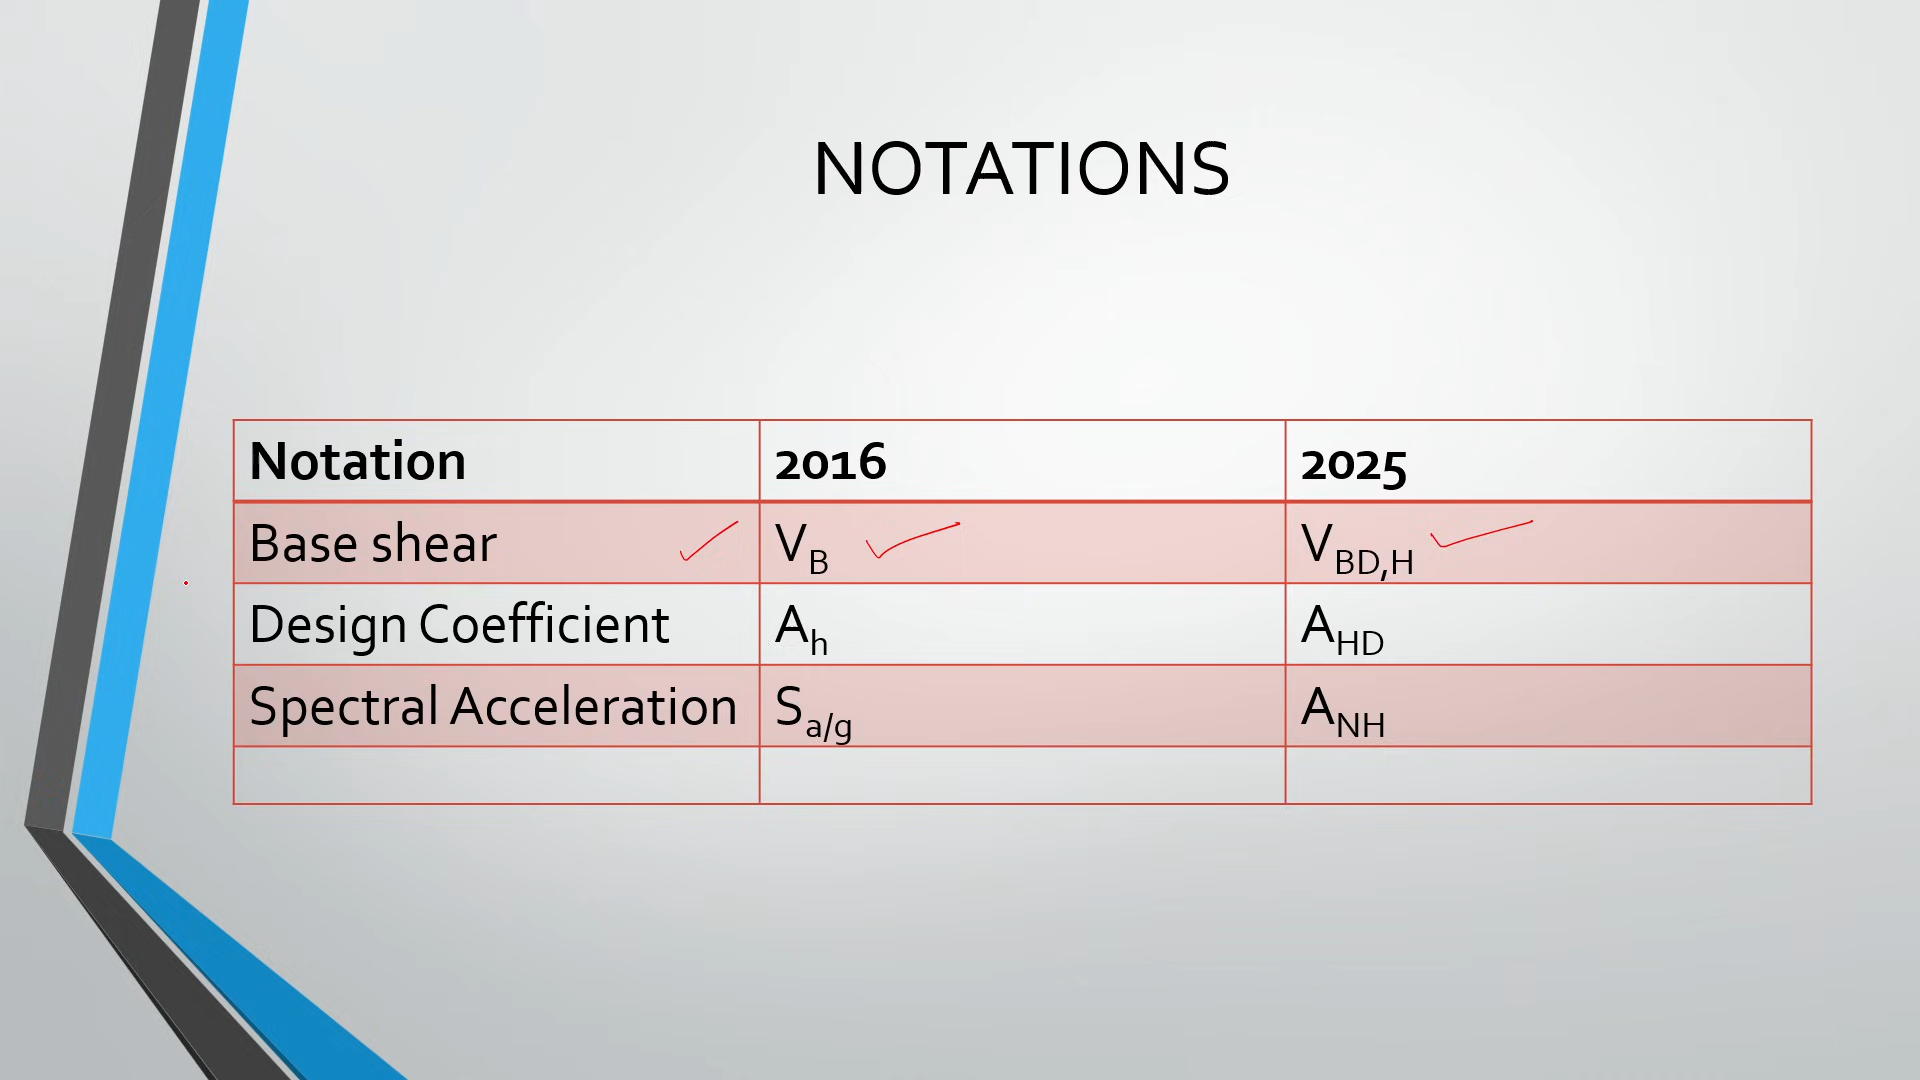 NOTATIONS
Notation 2016 2025
Base shear V_B V_BD,H
Design Coefficient A_h A_HD
Spectral Acceleration S_a/g A_NH